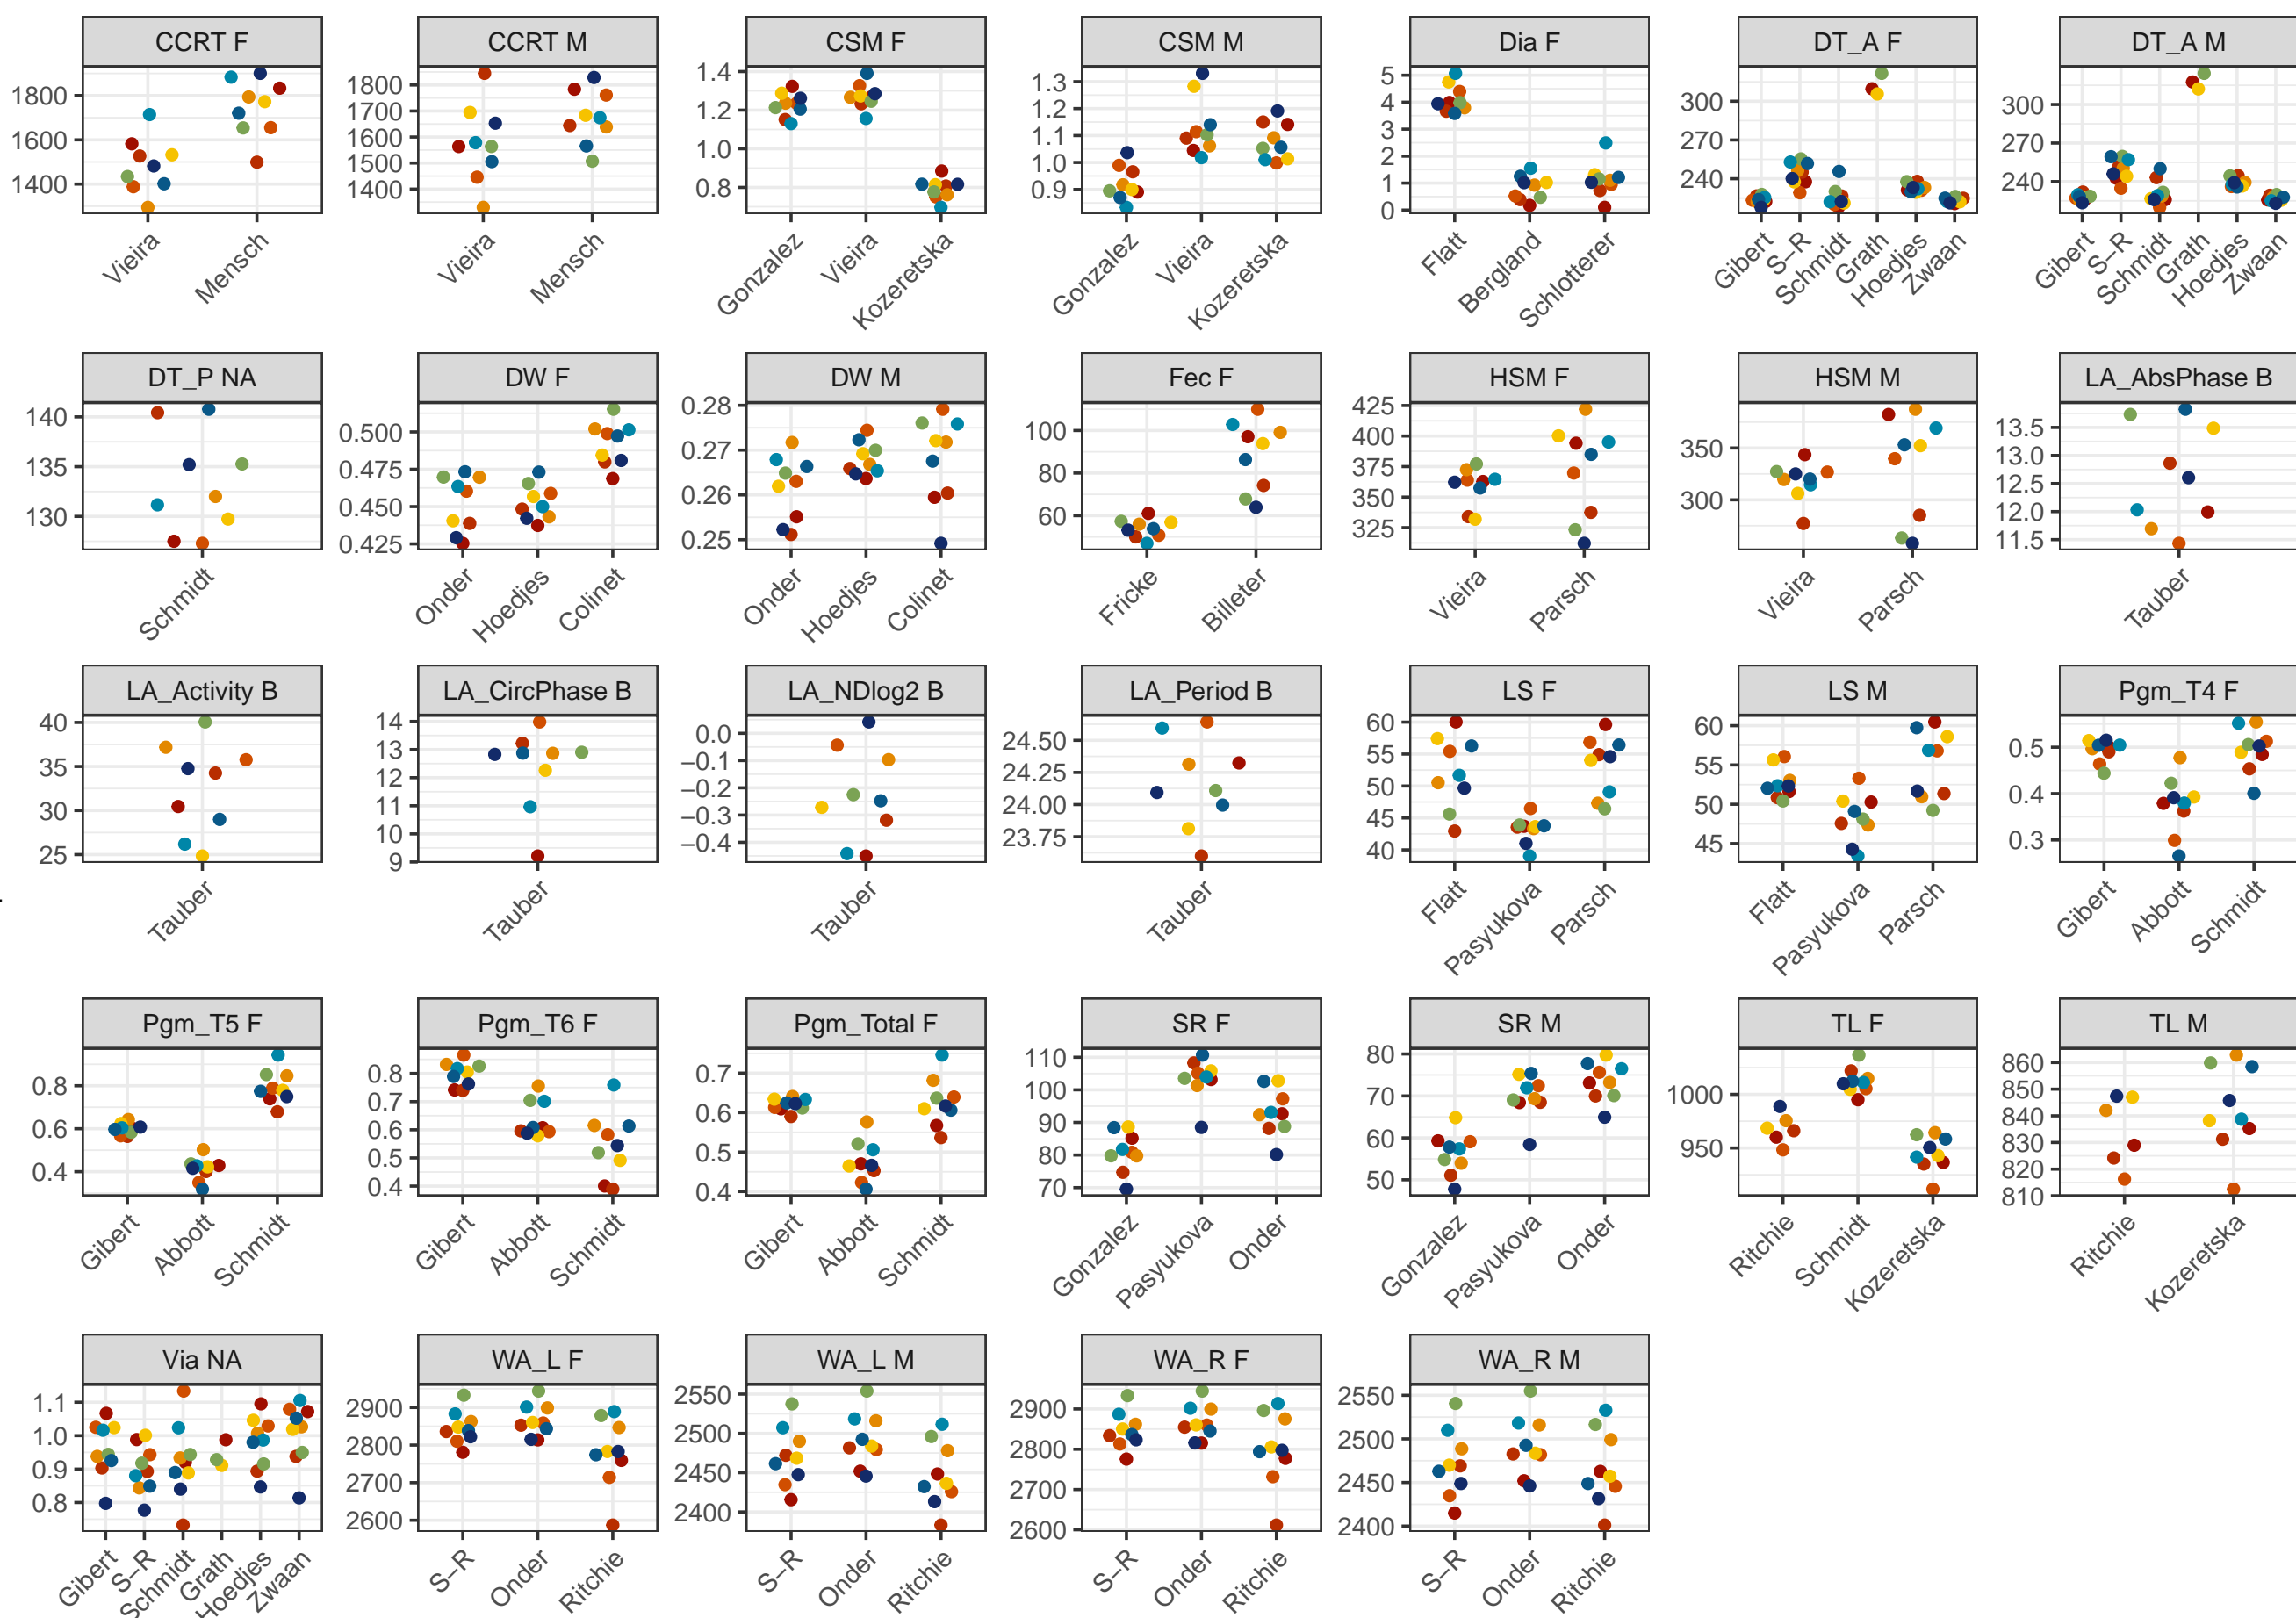 CCRT F
1800
1600
1400
Vieira
Mensch
CCRT M
1800
1700
1600
1500
1400
Vieira
Mensch
CSM F
1.4
1.2
1.0
0.8
Gonzalez
Vieira
Kozeretska
CSM M
1.3
1.2
1.1
1.0
0.9
Gonzalez
Vieira
Kozeretska
Dia F
5
4
3
2
1
0
Flatt
Bergland
Schlotterer
DT_A F
300
270
240
Gibert
S−R
Schmidt
Grath
Hoedjes
Zwaan
DT_A M
300
270
240
Gibert
S−R
Schmidt
Grath
Hoedjes
Zwaan
DT_P NA
140
135
130
Schmidt
DW F
0.500
0.475
0.450
0.425
Onder
Hoedjes
Colinet
DW M
0.28
0.27
0.26
0.25
Onder
Hoedjes
Colinet
Fec F
100
80
60
Fricke
Billeter
HSM F
425
400
375
350
325
Vieira
Parsch
HSM M
350
300
Vieira
Parsch
LA_AbsPhase B
13.5
13.0
12.5
12.0
11.5
Tauber
LA_Activity B
40
35
30
25
Tauber
LA_CircPhase B
14
13
12
11
10
9
Tauber
LA_NDlog2 B
0.0
−0.1
−0.2
−0.3
−0.4
Tauber
LA_Period B
24.50
24.25
24.00
23.75
Tauber
LS F
60
55
50
45
40
Flatt
Pasyukova
Parsch
LS M
60
55
50
45
Flatt
Pasyukova
Parsch
Pgm_T4 F
0.5
0.4
0.3
Gibert
Abbott
Schmidt
Pgm_T5 F
0.8
0.6
0.4
Gibert
Abbott
Schmidt
Pgm_T6 F
0.8
0.7
0.6
0.5
0.4
Gibert
Abbott
Schmidt
Pgm_Total F
0.7
0.6
0.5
0.4
Gibert
Abbott
Schmidt
SR F
110
100
90
80
70
Gonzalez
Pasyukova
Onder
SR M
80
70
60
50
Gonzalez
Pasyukova
Onder
TL F
1000
950
Ritchie
Schmidt
Kozeretska
TL M
860
850
840
830
820
810
Ritchie
Kozeretska
Via NA
1.1
1.0
0.9
0.8
Gibert
S−R
Schmidt
Grath
Hoedjes
Zwaan
WA_L F
2900
2800
2700
2600
S−R
Onder
Ritchie
WA_L M
2550
2500
2450
2400
S−R
Onder
Ritchie
WA_R F
2900
2800
2700
2600
S−R
Onder
Ritchie
WA_R M
2550
2500
2450
2400
S−R
Onder
Ritchie